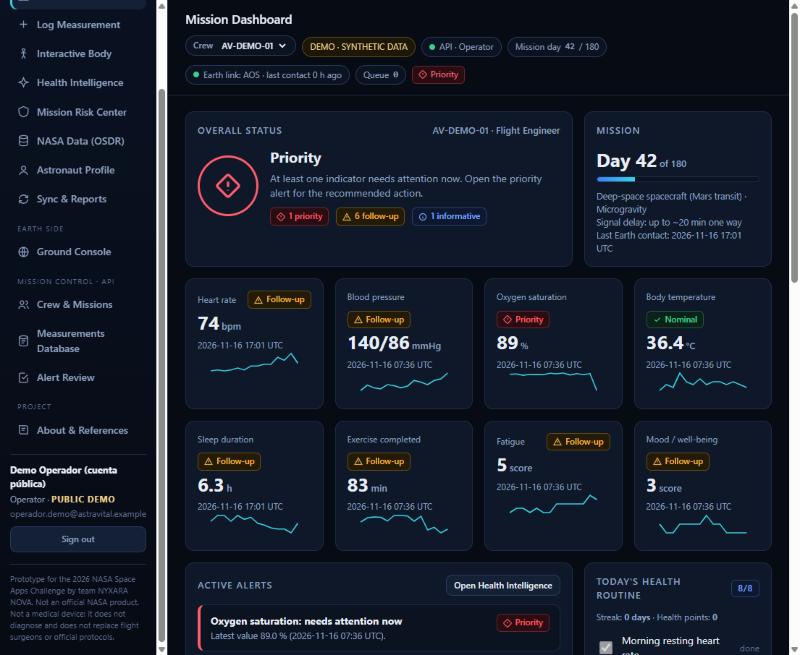 Log Measurement
Interactive Body
Health Intelligence
Mission Risk Center
NASA Data (OSDR)
Astronaut Profile
Sync & Reports
EARTH SIDE
Ground Console
MISSION CONTROL · API
Crew & Missions
Measurements
Database
Alert Review
PROJECT
About & References
Demo Operador (cuenta
pública)
Operator · PUBLIC DEMO
operador.demo@astravital.example
Sign out
Prototype for the 2026 NASA Space
Apps Challenge by team NYXARA
NOVA. Not an official NASA product.
Not a medical device: it does not
diagnose and does not replace flight
surgeons or official protocols.
Mission Dashboard
Crew AV-DEMO-01
DEMO · SYNTHETIC DATA
API · Operator
Mission day 42 / 180
Earth link: AOS · last contact 0 h ago
Queue 0
Priority
OVERALL STATUS
AV-DEMO-01 · Flight Engineer
Priority
At least one indicator needs attention now. Open the priority
alert for the recommended action.
1 priority
6 follow-up
1 informative
MISSION
Day 42 of 180
Deep-space spacecraft (Mars transit) ·
Microgravity
Signal delay: up to ~20 min one way
Last Earth contact: 2026-11-16 17:01
UTC
Heart rate
Follow-up
74 bpm
2026-11-16 17:01 UTC
Blood pressure
Follow-up
140/86 mmHg
2026-11-16 07:36 UTC
Oxygen saturation
Priority
89 %
2026-11-16 07:36 UTC
Body temperature
Nominal
36.4 °C
2026-11-16 07:36 UTC
Sleep duration
Follow-up
6.3 h
2026-11-16 17:01 UTC
Exercise completed
Follow-up
83 min
2026-11-16 07:36 UTC
Fatigue
Follow-up
5 score
2026-11-16 07:36 UTC
Mood / well-being
Follow-up
3 score
2026-11-16 07:36 UTC
ACTIVE ALERTS
Open Health Intelligence
Oxygen saturation: needs attention now
Priority
Latest value 89.0 % (2026-11-16 07:36 UTC).
TODAY'S HEALTH
ROUTINE
8/8
Streak: 0 days · Health points: 0
Morning resting heart
rate
done